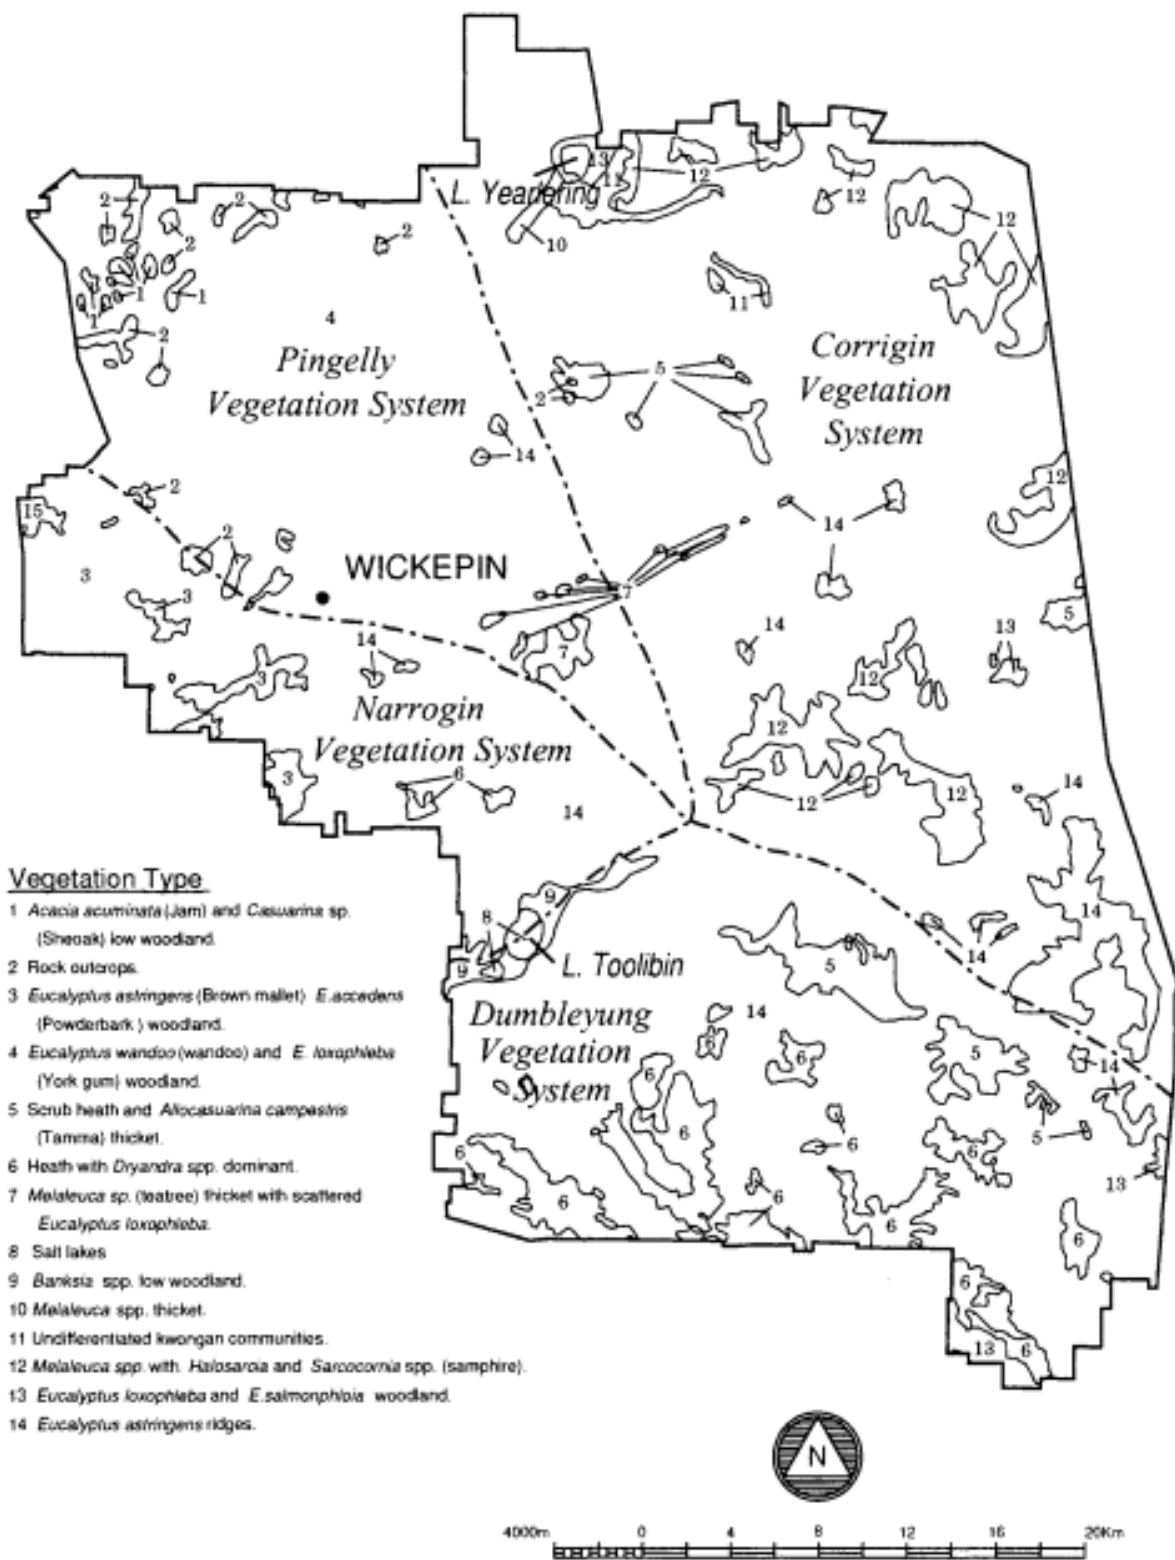 L. Yeadering
Pingelly
Vegetation System
Corrigin
Vegetation
System
WICKEPIN
Narrogin
Vegetation System
L. Toolibin
Dumbleyung
Vegetation
System
Vegetation Type
1 Acacia acuminata (Jam) and Casuarina sp.
(Sheoak) low woodland.
2 Rock outcrops.
3 Eucalyptus astringens (Brown mallet) E.accedens
(Powderbark ) woodland.
4 Eucalyptus wandoo (wandoo) and E. loxophleba
(York gum) woodland.
5 Scrub heath and Allocasuarina campestris
(Tamma) thicket.
6 Heath with Dryandra spp. dominant.
7 Melaleuca sp. (teatree) thicket with scattered
Eucalyptus loxophleba.
8 Salt lakes
9 Banksia spp. low woodland.
10 Melaleuca spp. thicket.
11 Undifferentiated kwongan communities.
12 Melaleuca spp. with Halosarcia and Sarcocornia spp. (samphire).
13 Eucalyptus loxophleba and E.salmonphloia woodland.
14 Eucalyptus astringens ridges.
N
4000m 0 4 8 12 16 20Km